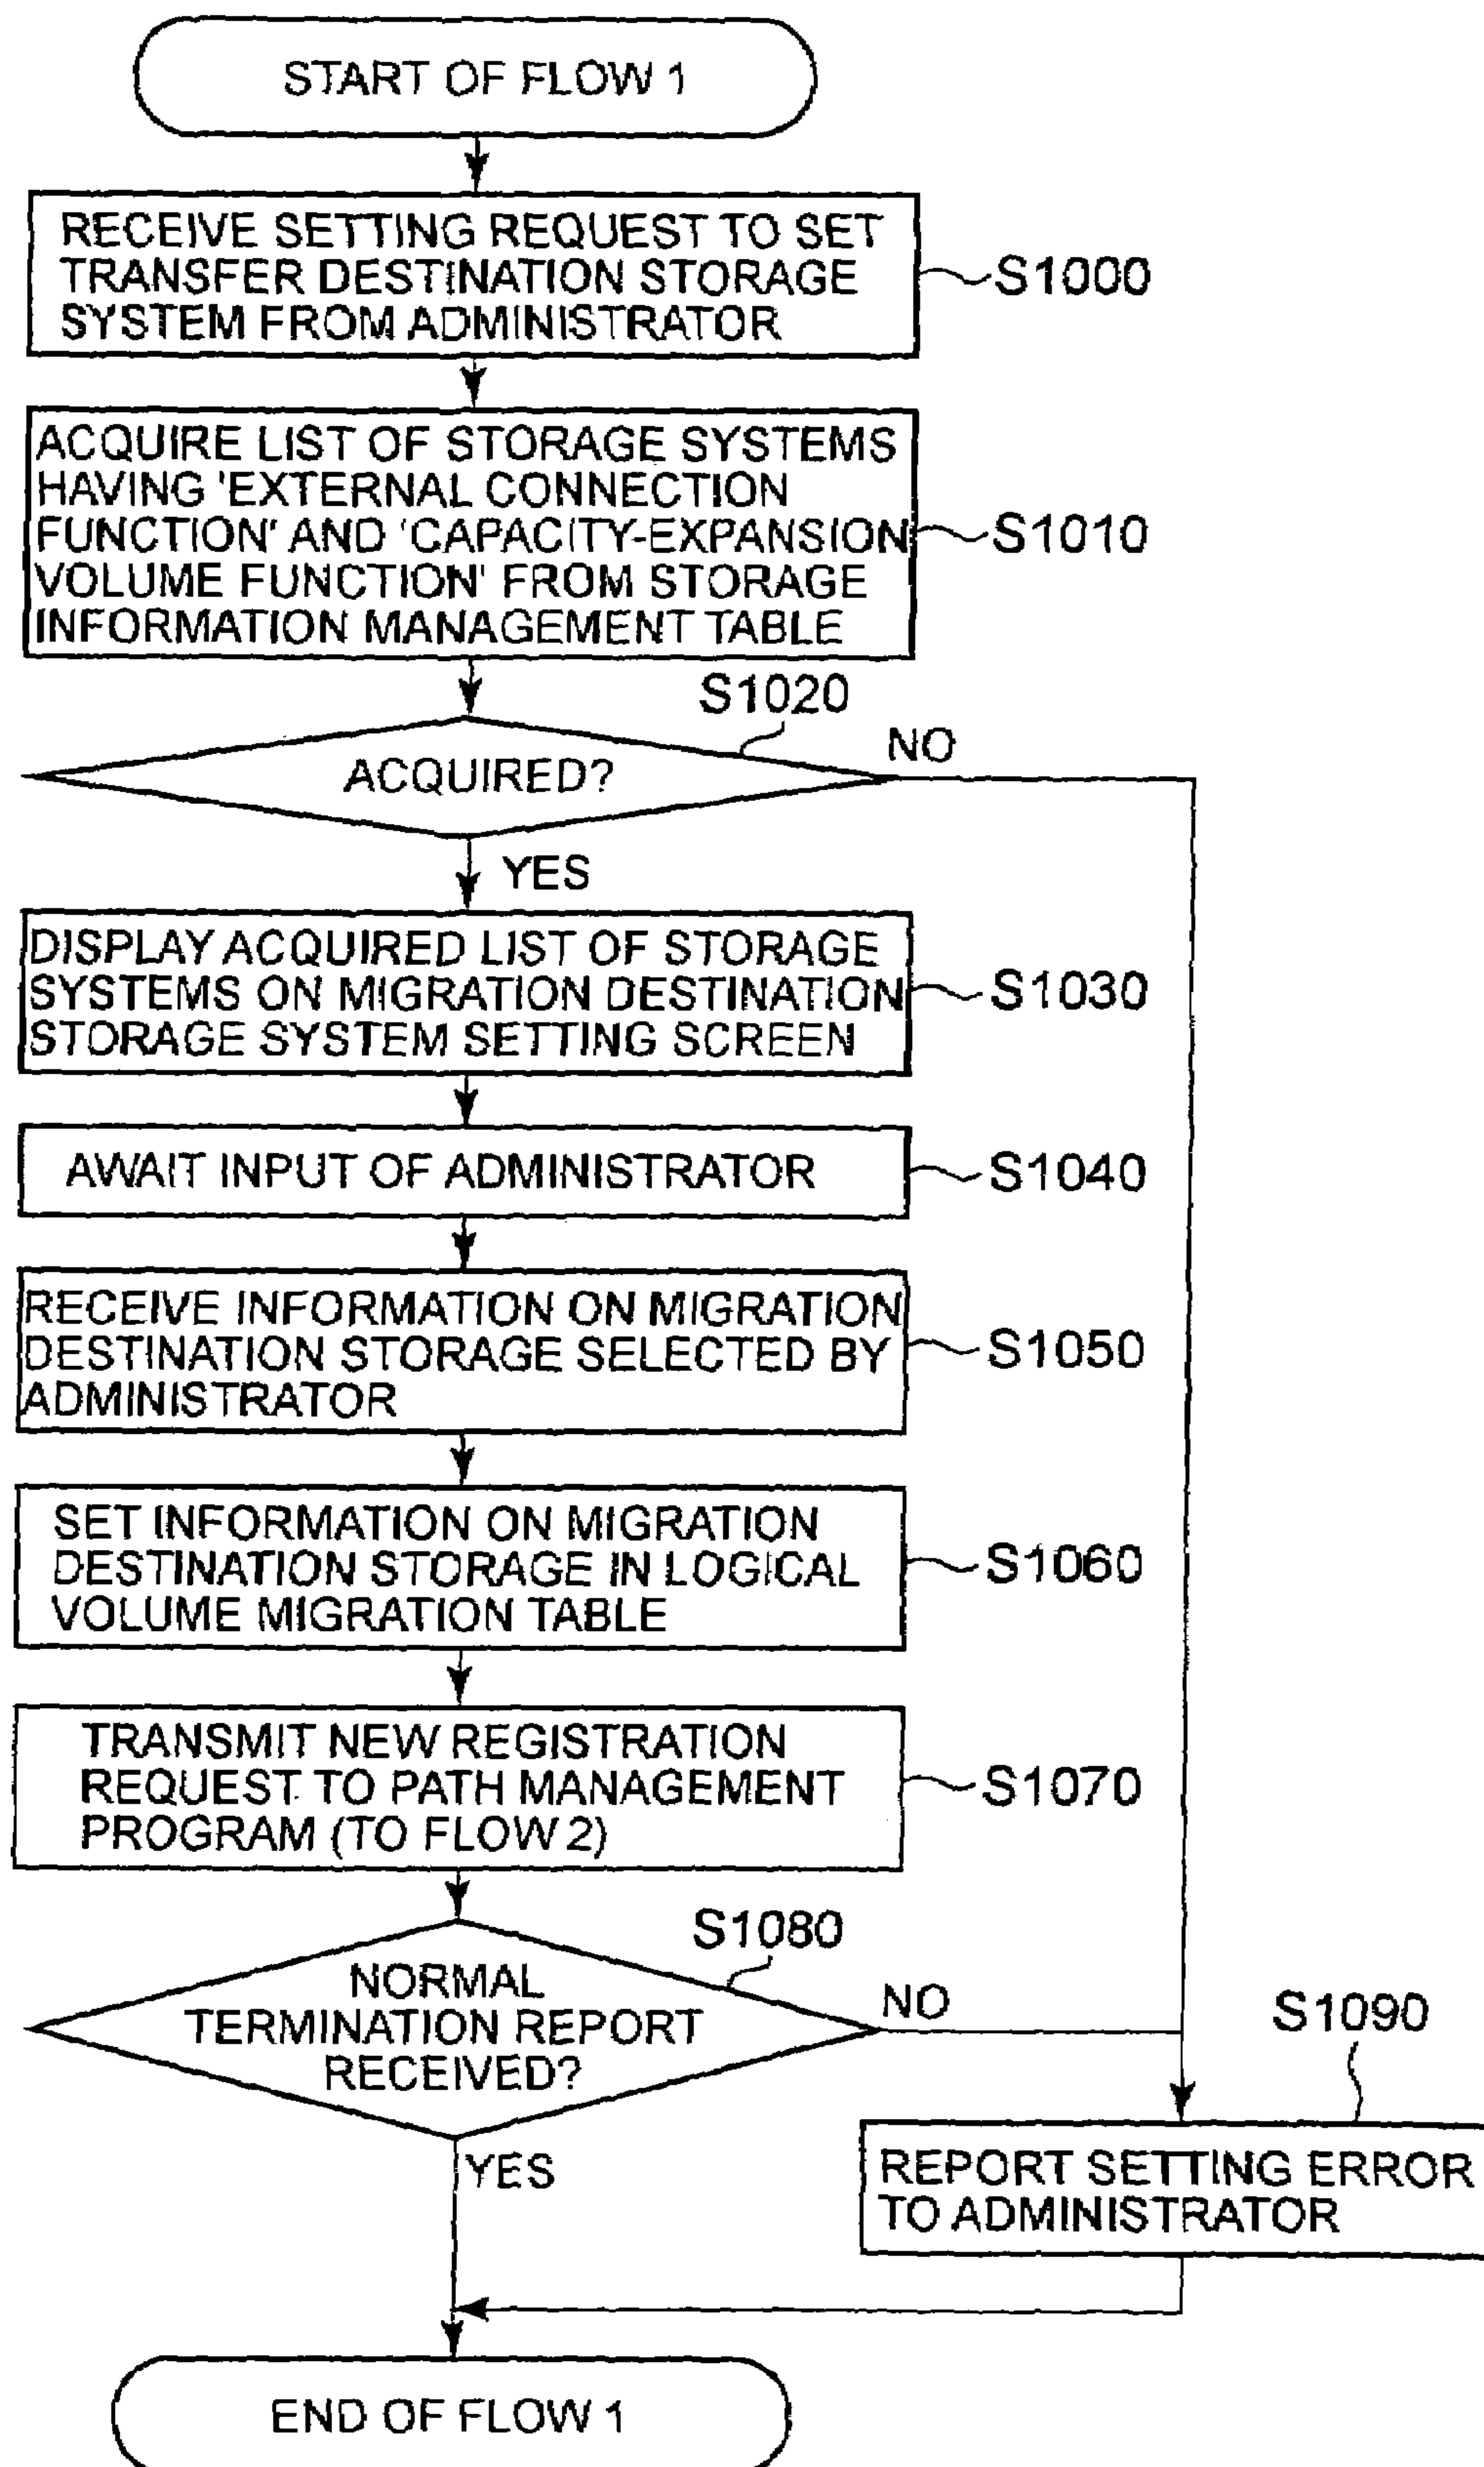 START OF FLOW 1
RECEIVE SETTING REQUEST TO SET
TRANSFER DESTINATION STORAGE
SYSTEM FROM ADMINISTRATOR
S1000
ACQUIRE LIST OF STORAGE SYSTEMS
HAVING 'EXTERNAL CONNECTION
FUNCTION' AND 'CAPACITY-EXPANSION
VOLUME FUNCTION' FROM STORAGE
INFORMATION MANAGEMENT TABLE
S1010
S1020
ACQUIRED?
NO
YES
DISPLAY ACQUIRED LIST OF STORAGE
SYSTEMS ON MIGRATION DESTINATION
STORAGE SYSTEM SETTING SCREEN
S1030
AWAIT INPUT OF ADMINISTRATOR
S1040
RECEIVE INFORMATION ON MIGRATION
DESTINATION STORAGE SELECTED BY
ADMINISTRATOR
S1050
SET INFORMATION ON MIGRATION
DESTINATION STORAGE IN LOGICAL
VOLUME MIGRATION TABLE
S1060
TRANSMIT NEW REGISTRATION
REQUEST TO PATH MANAGEMENT
PROGRAM (TO FLOW 2)
S1070
S1080
NORMAL
TERMINATION REPORT
RECEIVED?
NO
YES
S1090
REPORT SETTING ERROR
TO ADMINISTRATOR
END OF FLOW 1